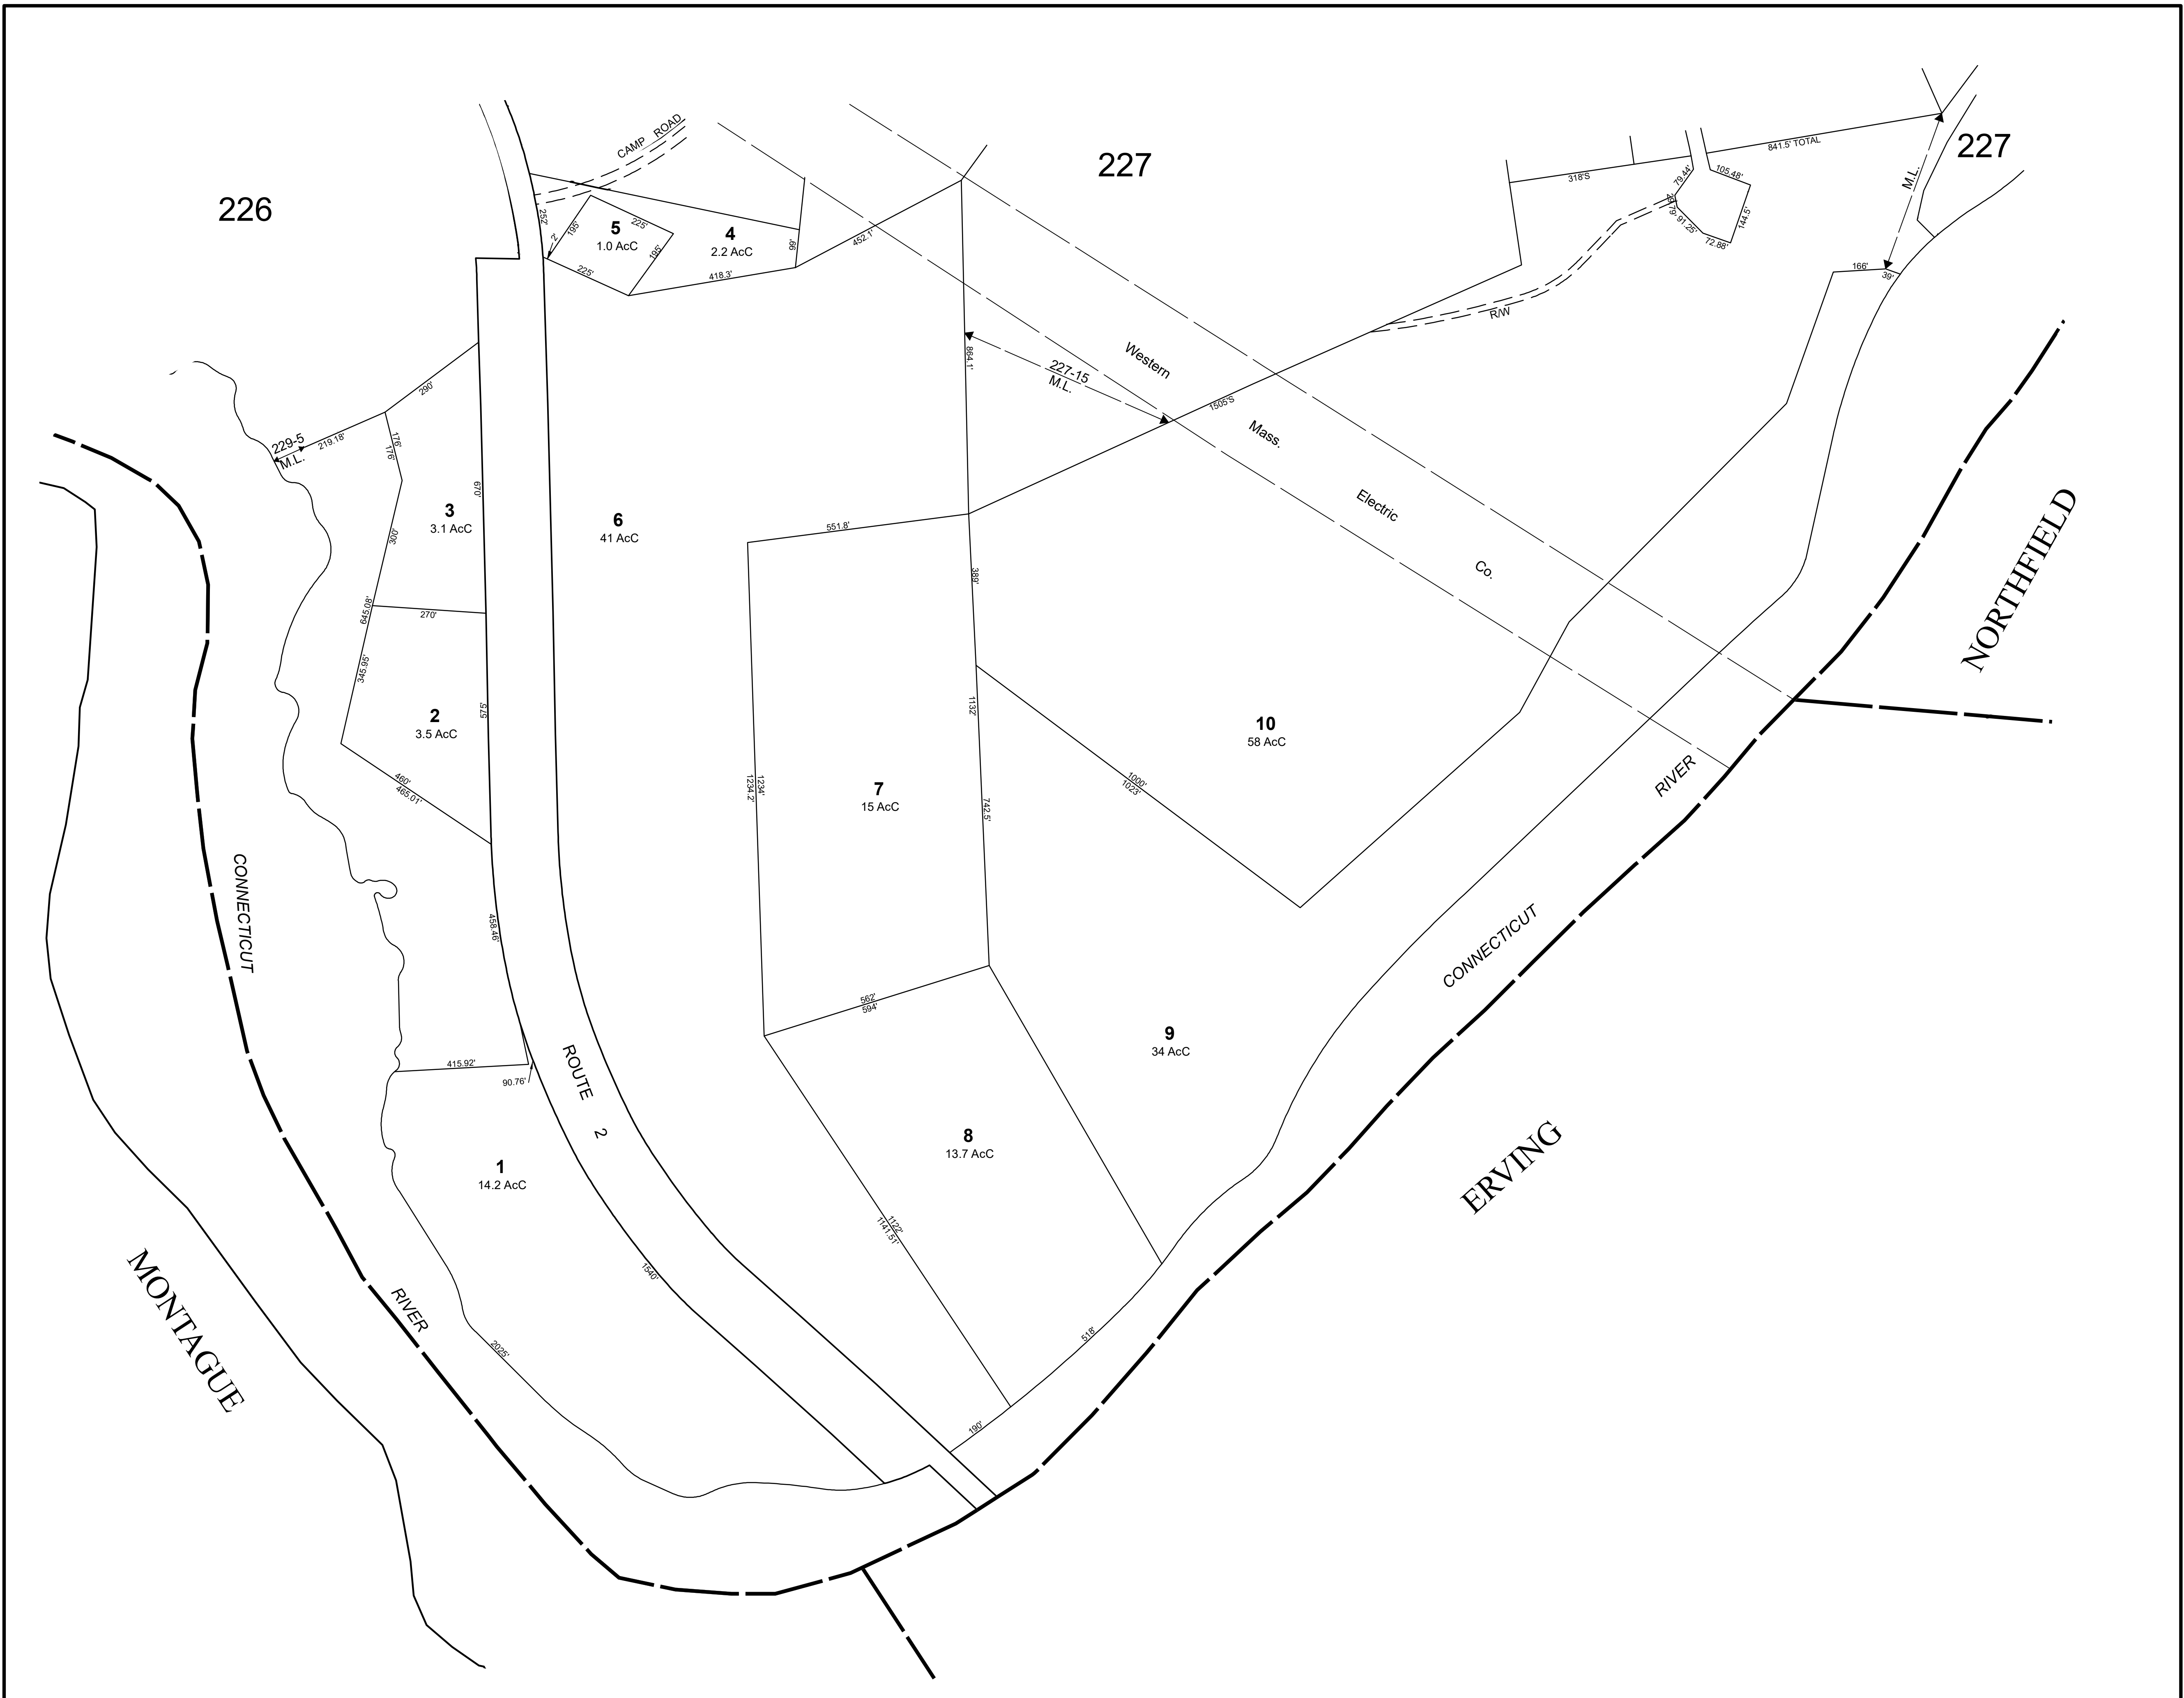 226
227
227
CAMP ROAD
841.5' TOTAL
318'S
79.44'
105.48'
144.5'
91.25'
72.88'
M.L.
252'
2'
195'
225'
5
1.0 AcC
195'
225'
4
2.2 AcC
66'
418.3'
452.1'
166'
39'
R/W
864.1'
227-15
M.L.
1505'S
Western
Mass.
Electric
Co.
290'
229-5
M.L.
219.18'
176'
176'
3
3.1 AcC
670'
300'
6
41 AcC
551.8'
389'
NORTHFIELD
645.08'
270'
345.95'
2
3.5 AcC
575'
460'
465.01'
1132'
10
58 AcC
1000'
1023'
7
15 AcC
1234'
1234.2'
742.5'
RIVER
CONNECTICUT
CONNECTICUT
458.46'
562'
594'
9
34 AcC
415.92'
90.76'
ROUTE 2
8
13.7 AcC
ERVING
1
14.2 AcC
1122'
1141.51'
1540'
MONTAGUE
RIVER
2025'
518'
190'